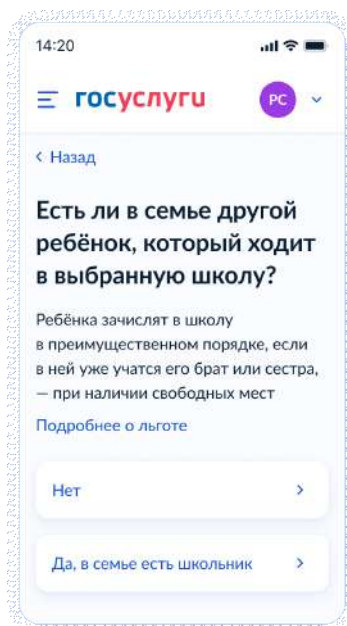 14:20
госуслуги
РС
Назад
Есть ли в семье другой
ребёнок, который ходит
в выбранную школу?
Ребёнка зачислят в школу
в преимущественном порядке, если
в ней уже учатся его брат или сестра,
— при наличии свободных мест
Подробнее о льготе
Нет
Да, в семье есть школьник